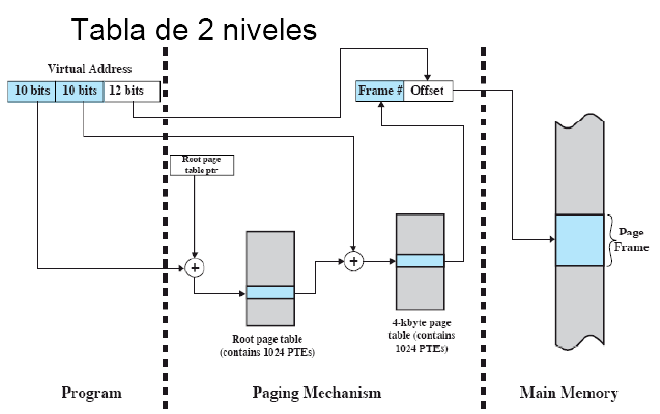 Tabla de 2 niveles
Virtual Address
10 bits 10 bits 12 bits
Frame # Offset
Root page
table ptr
+
+
Root page table
(contains 1024 PTEs)
4-kbyte page
table (contains
1024 PTEs)
Page
Frame
Program
Paging Mechanism
Main Memory